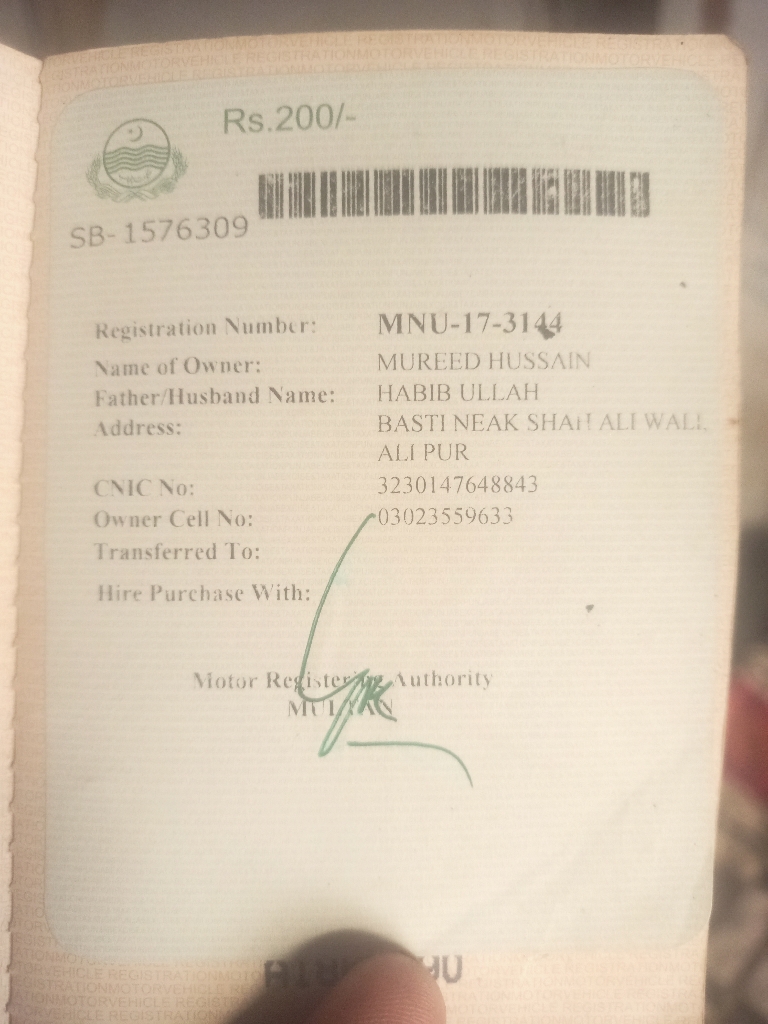 Rs.200/-
SB-1576309
Registration Number: MNU-17-3144
Name of Owner: MUREED HUSSAIN
Father/Husband Name: HABIB ULLAH
Address: BASTI NEAK SHAH ALI WALI
ALI PUR
CNIC No: 3230147648843
Owner Cell No: 03023559633
Transferred To:
Hire Purchase With:
Motor Registering Authority
MULTAN